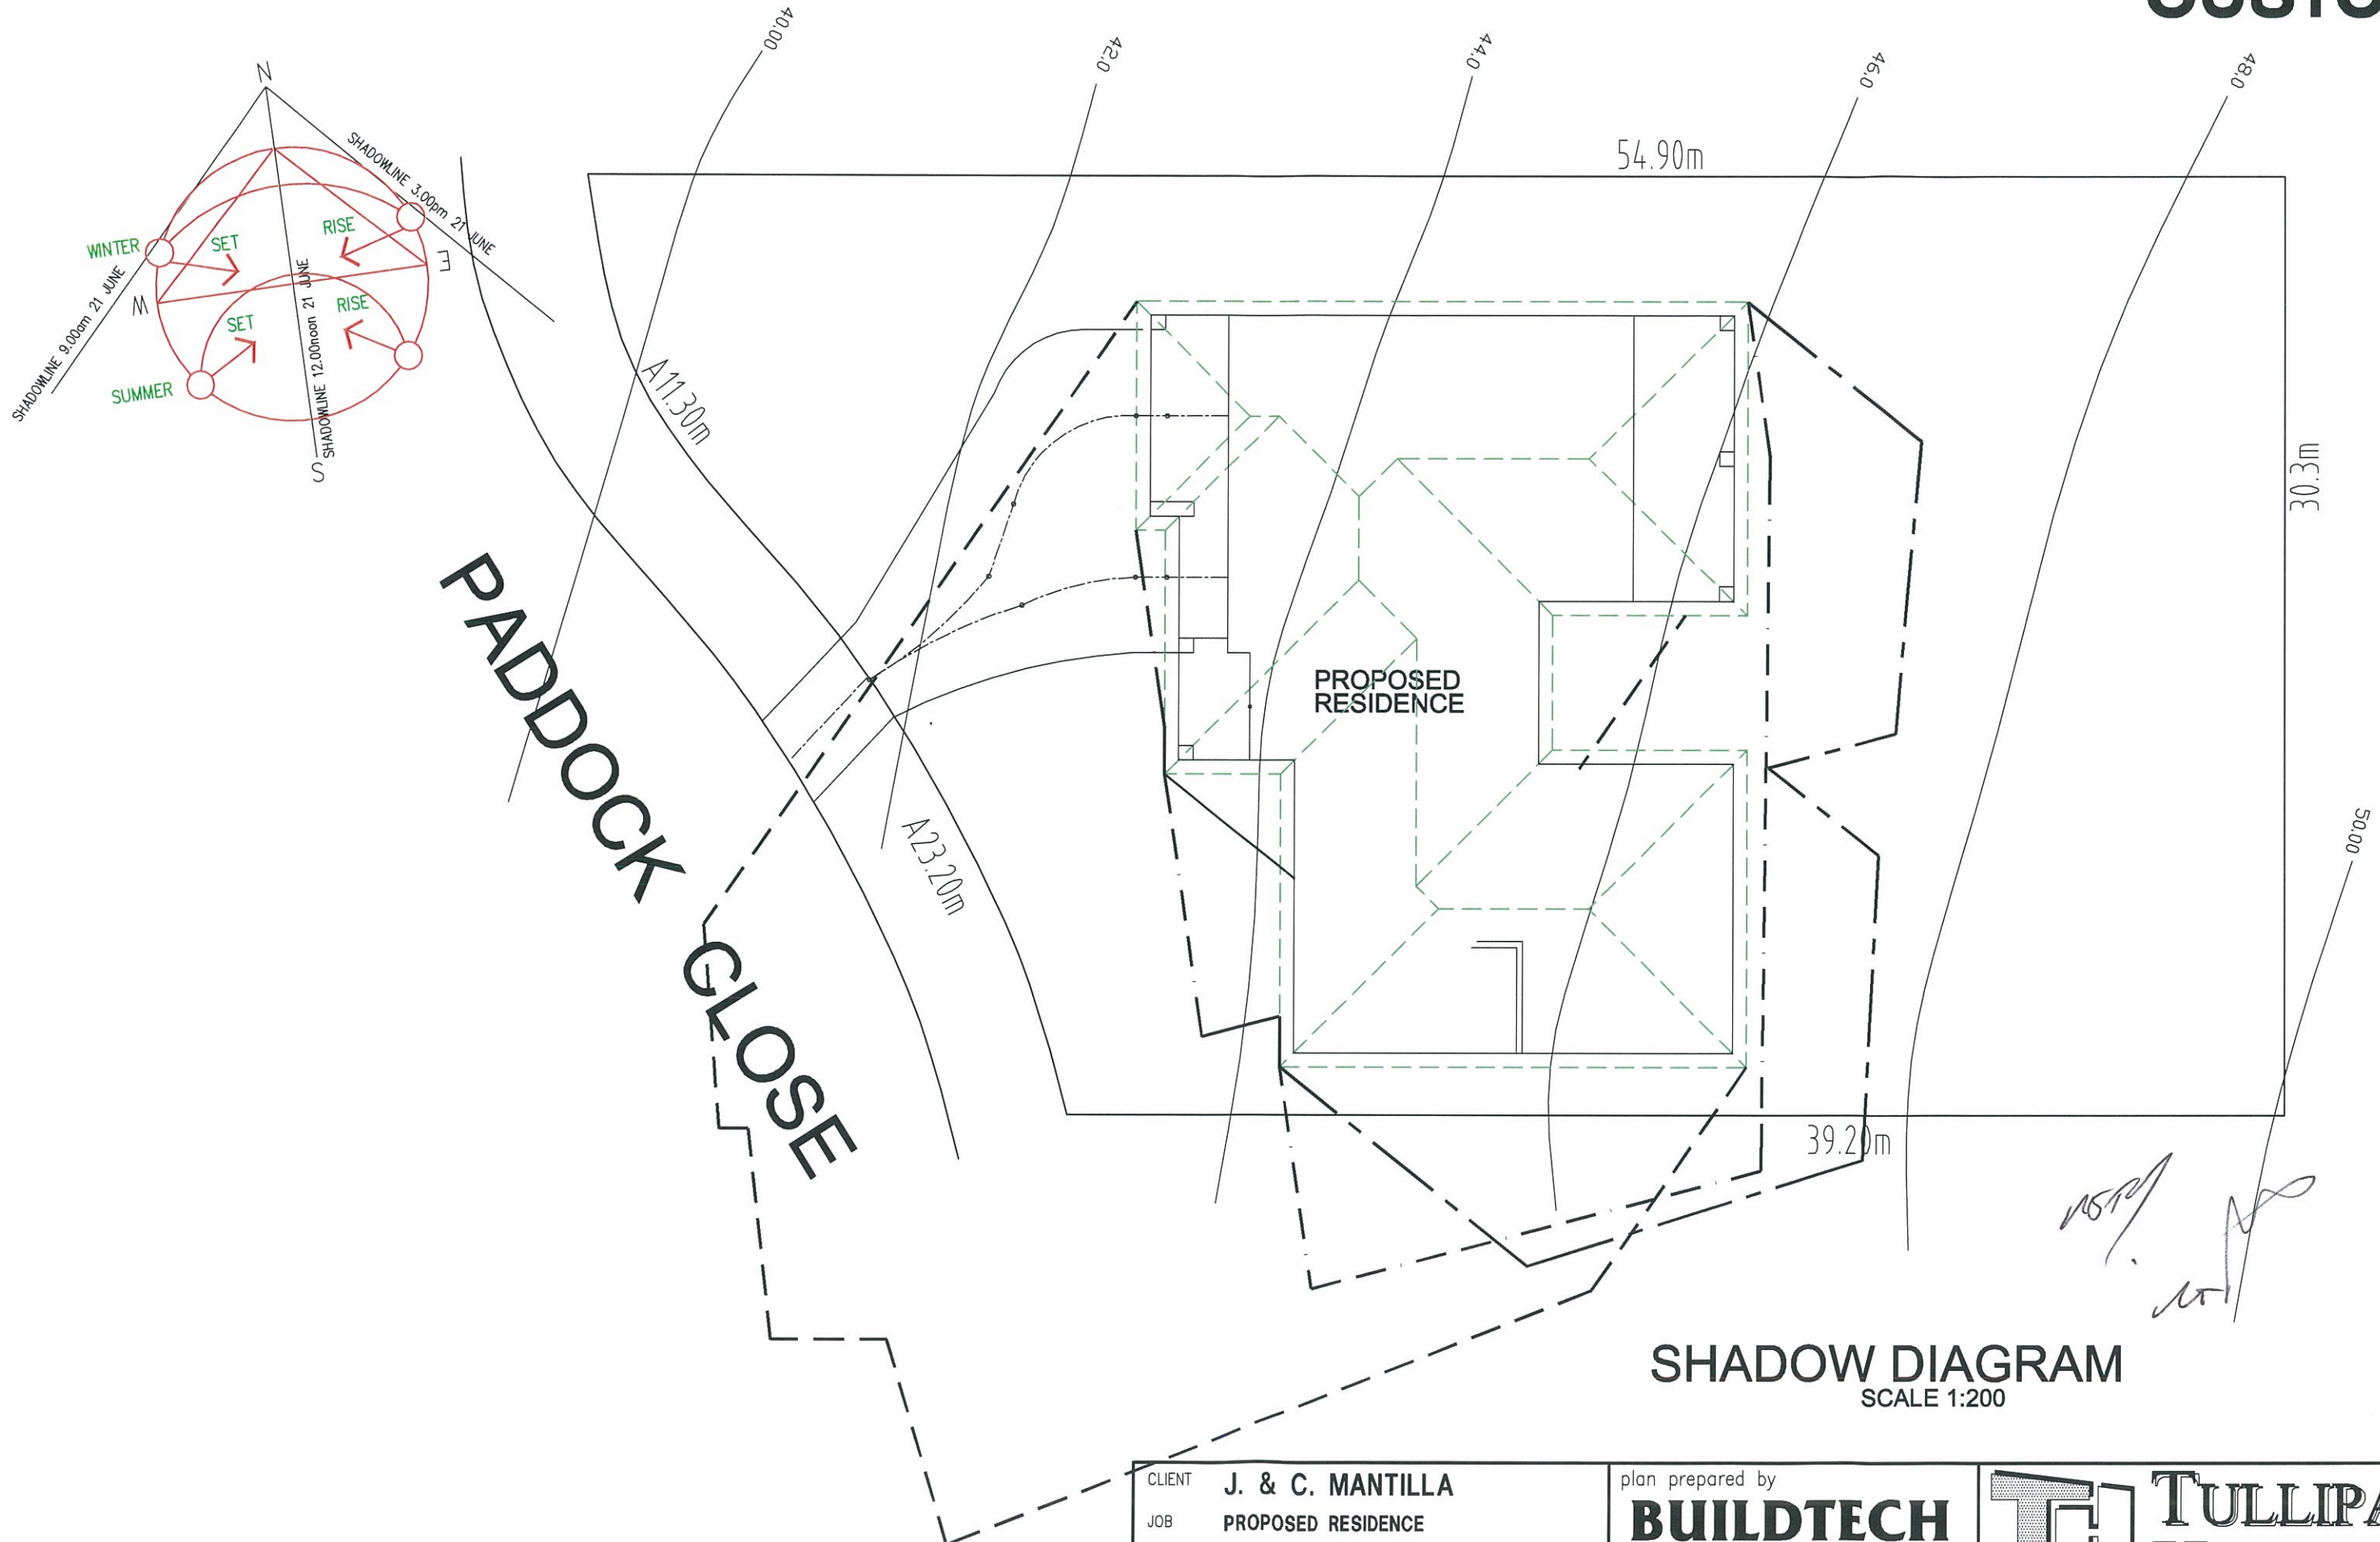 40.00
42.0
44.0
46.0
48.0
N
SHADOWLINE 3.00pm 21 JUNE
54.90m
WINTER
SET
RISE
E
W
SHADOWLINE 9.00am 21 JUNE
SHADOWLINE 12.00noon 21 JUNE
SET
RISE
SUMMER
S
A11.30m
30.3m
PADDOCK CLOSE
PROPOSED
RESIDENCE
A23.20m
50.00
39.20m
SHADOW DIAGRAM
SCALE 1:200
CLIENT J. & C. MANTILLA
JOB PROPOSED RESIDENCE
plan prepared by
BUILDTECH